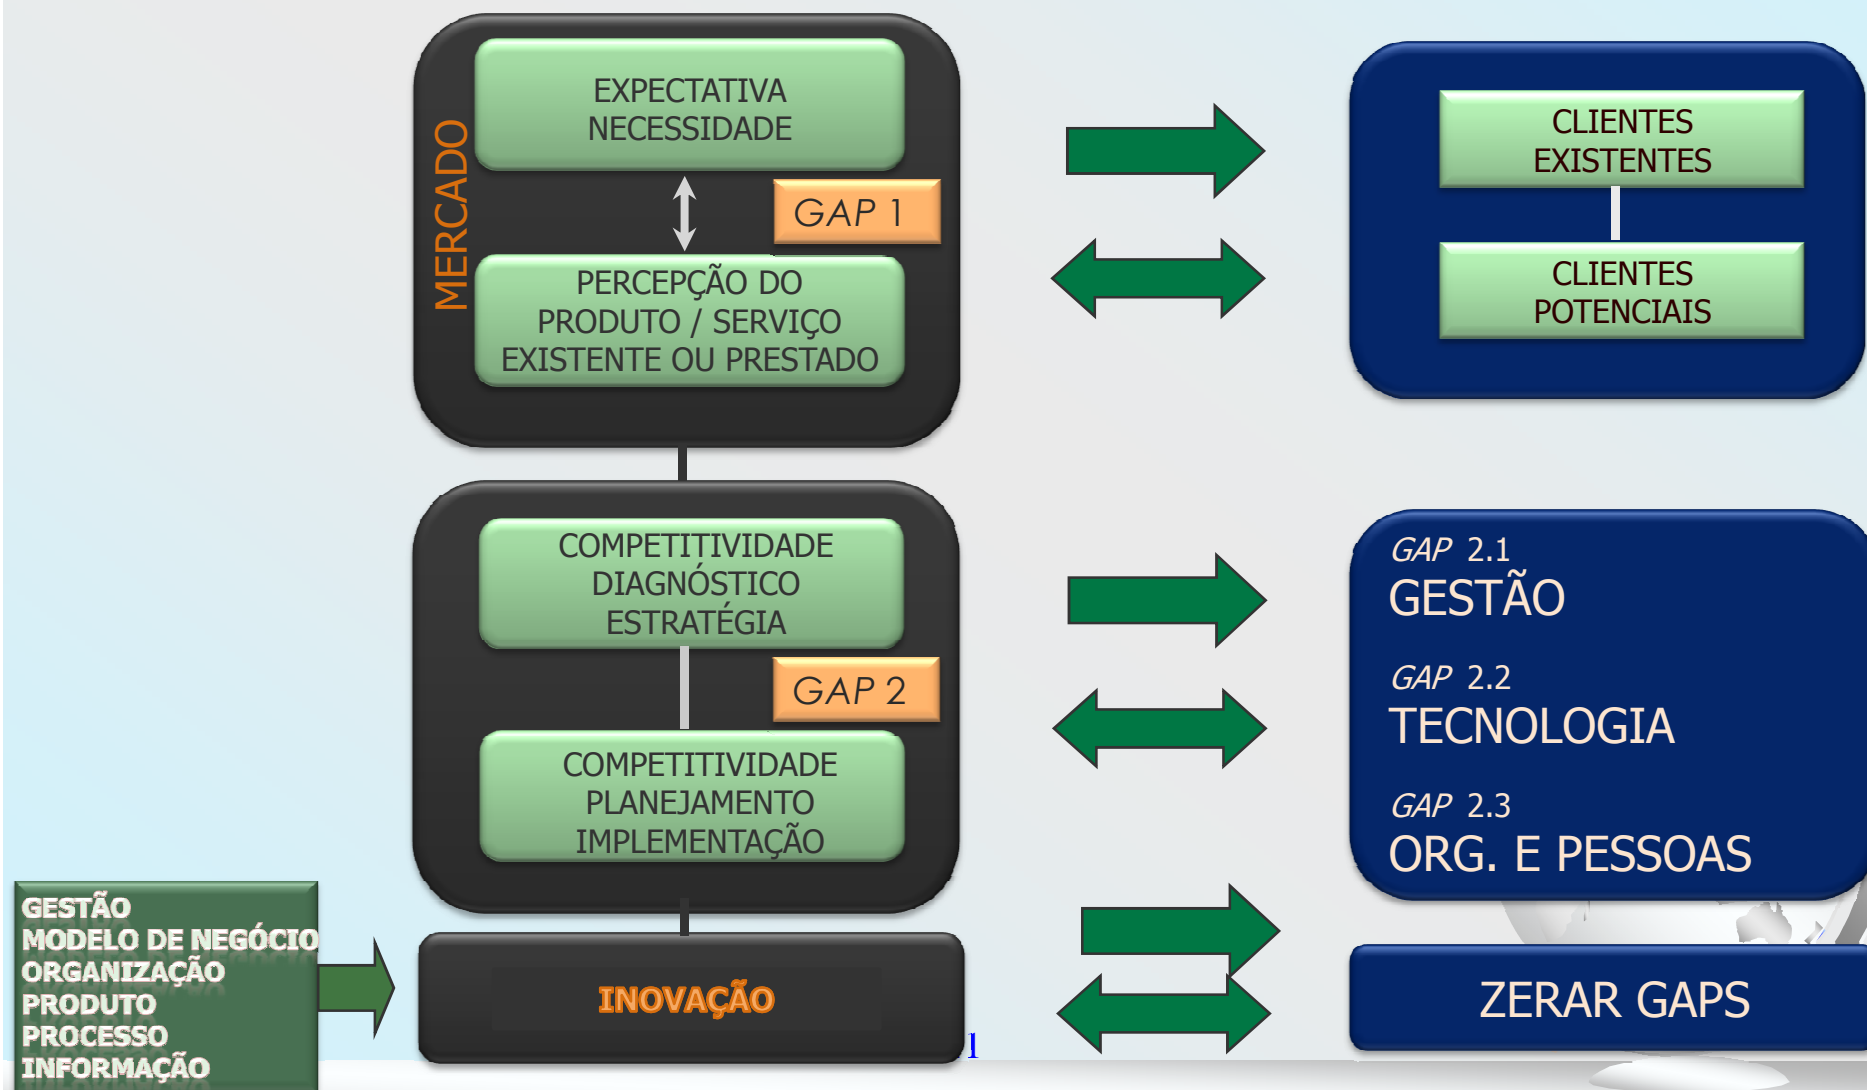 MERCADO
EXPECTATIVA
NECESSIDADE
GAP 1
PERCEPÇÃO DO
PRODUTO / SERVIÇO
EXISTENTE OU PRESTADO
CLIENTES
EXISTENTES
CLIENTES
POTENCIAIS
COMPETITIVIDADE
DIAGNÓSTICO
ESTRATÉGIA
GAP 2
COMPETITIVIDADE
PLANEJAMENTO
IMPLEMENTAÇÃO
GAP 2.1
GESTÃO
GAP 2.2
TECNOLOGIA
GAP 2.3
ORG. E PESSOAS
GESTÃO
MODELO DE NEGÓCIO
ORGANIZAÇÃO
PRODUTO
PROCESSO
INFORMAÇÃO
INOVAÇÃO
1
ZERAR GAPS